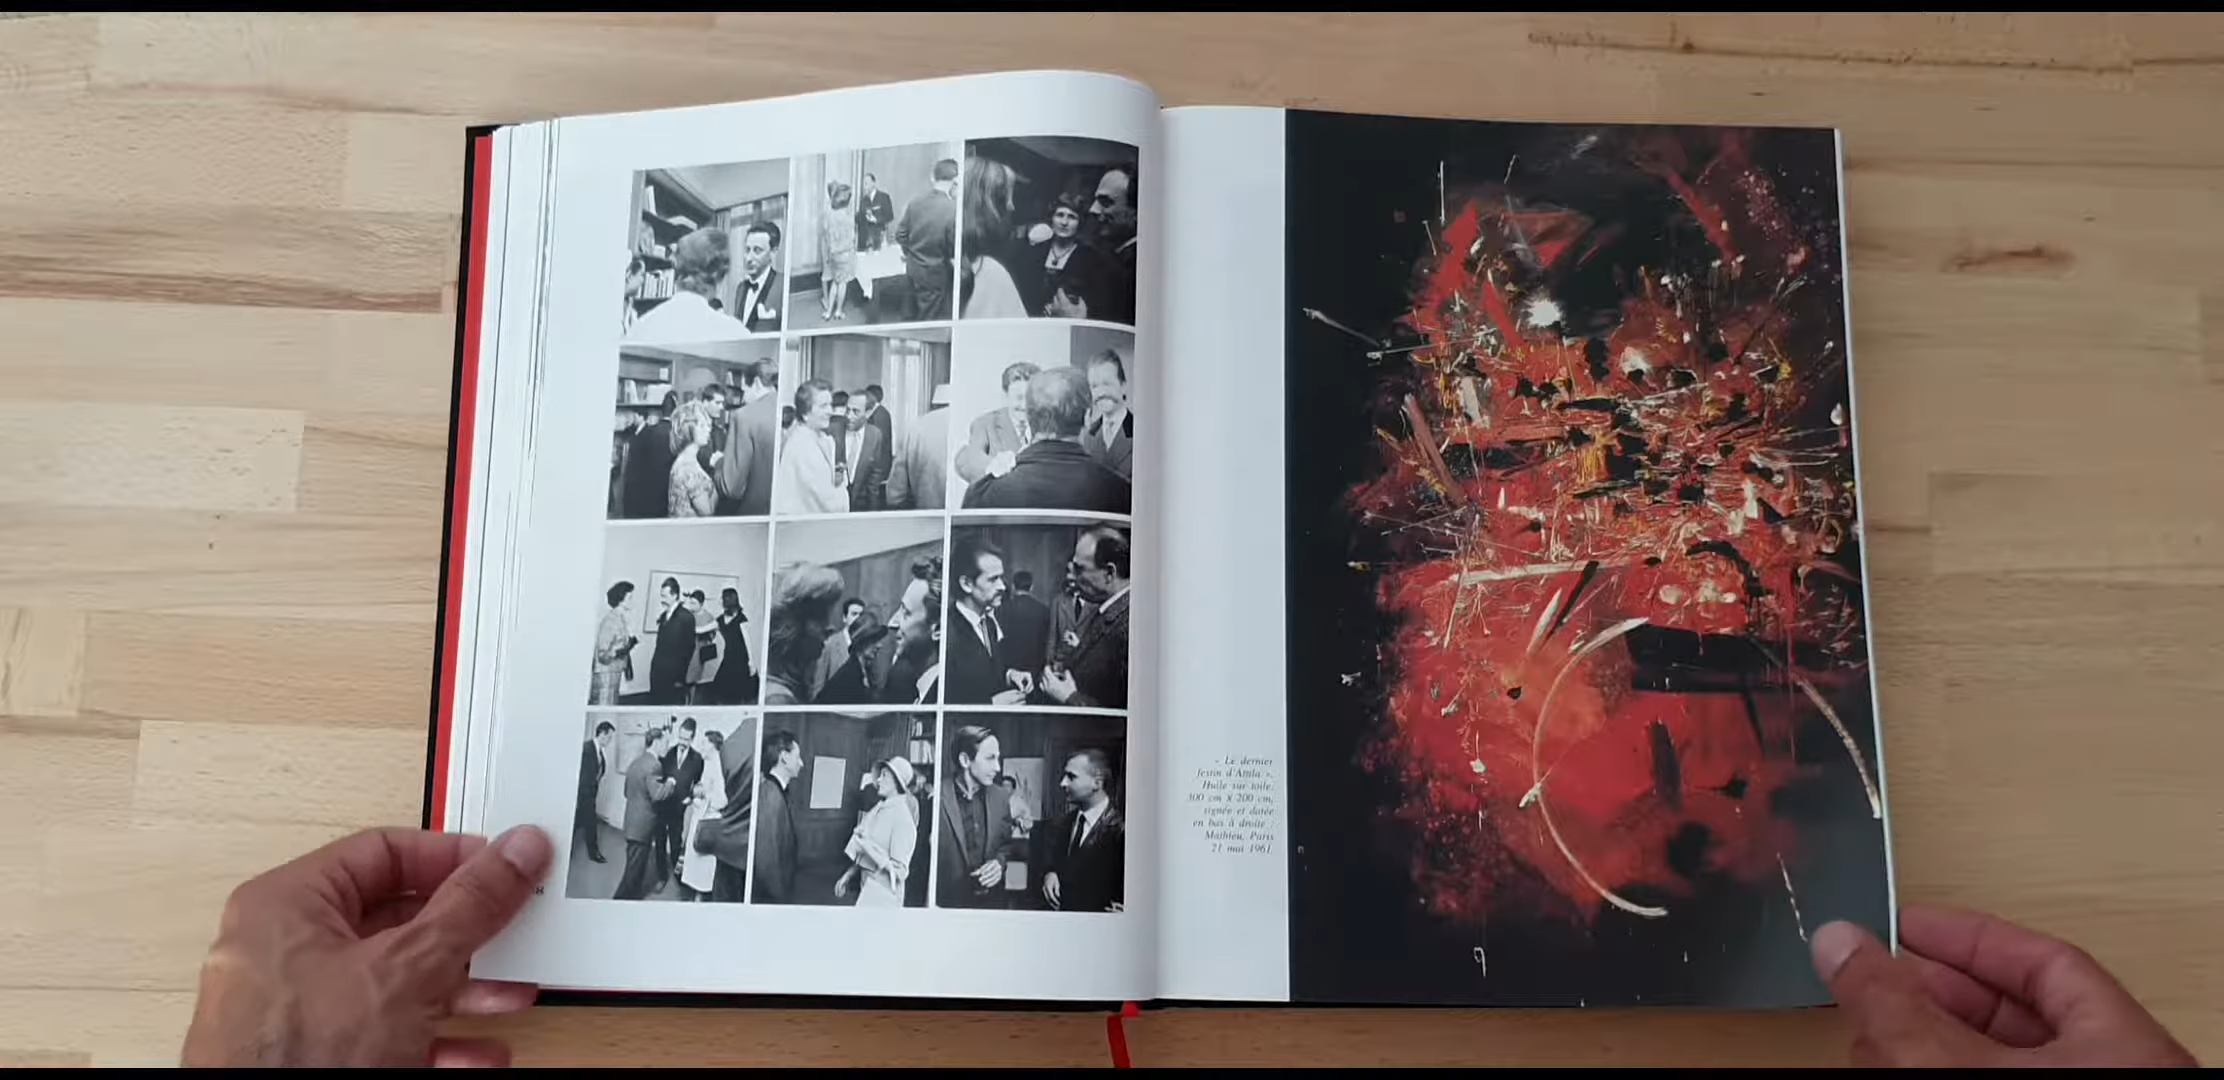 « Le dernier
festin d'Attila ».
Huile sur toile.
300 cm x 200 cm,
signée et datée
en bas à droite :
Mathieu, Paris
21 mai 1961.